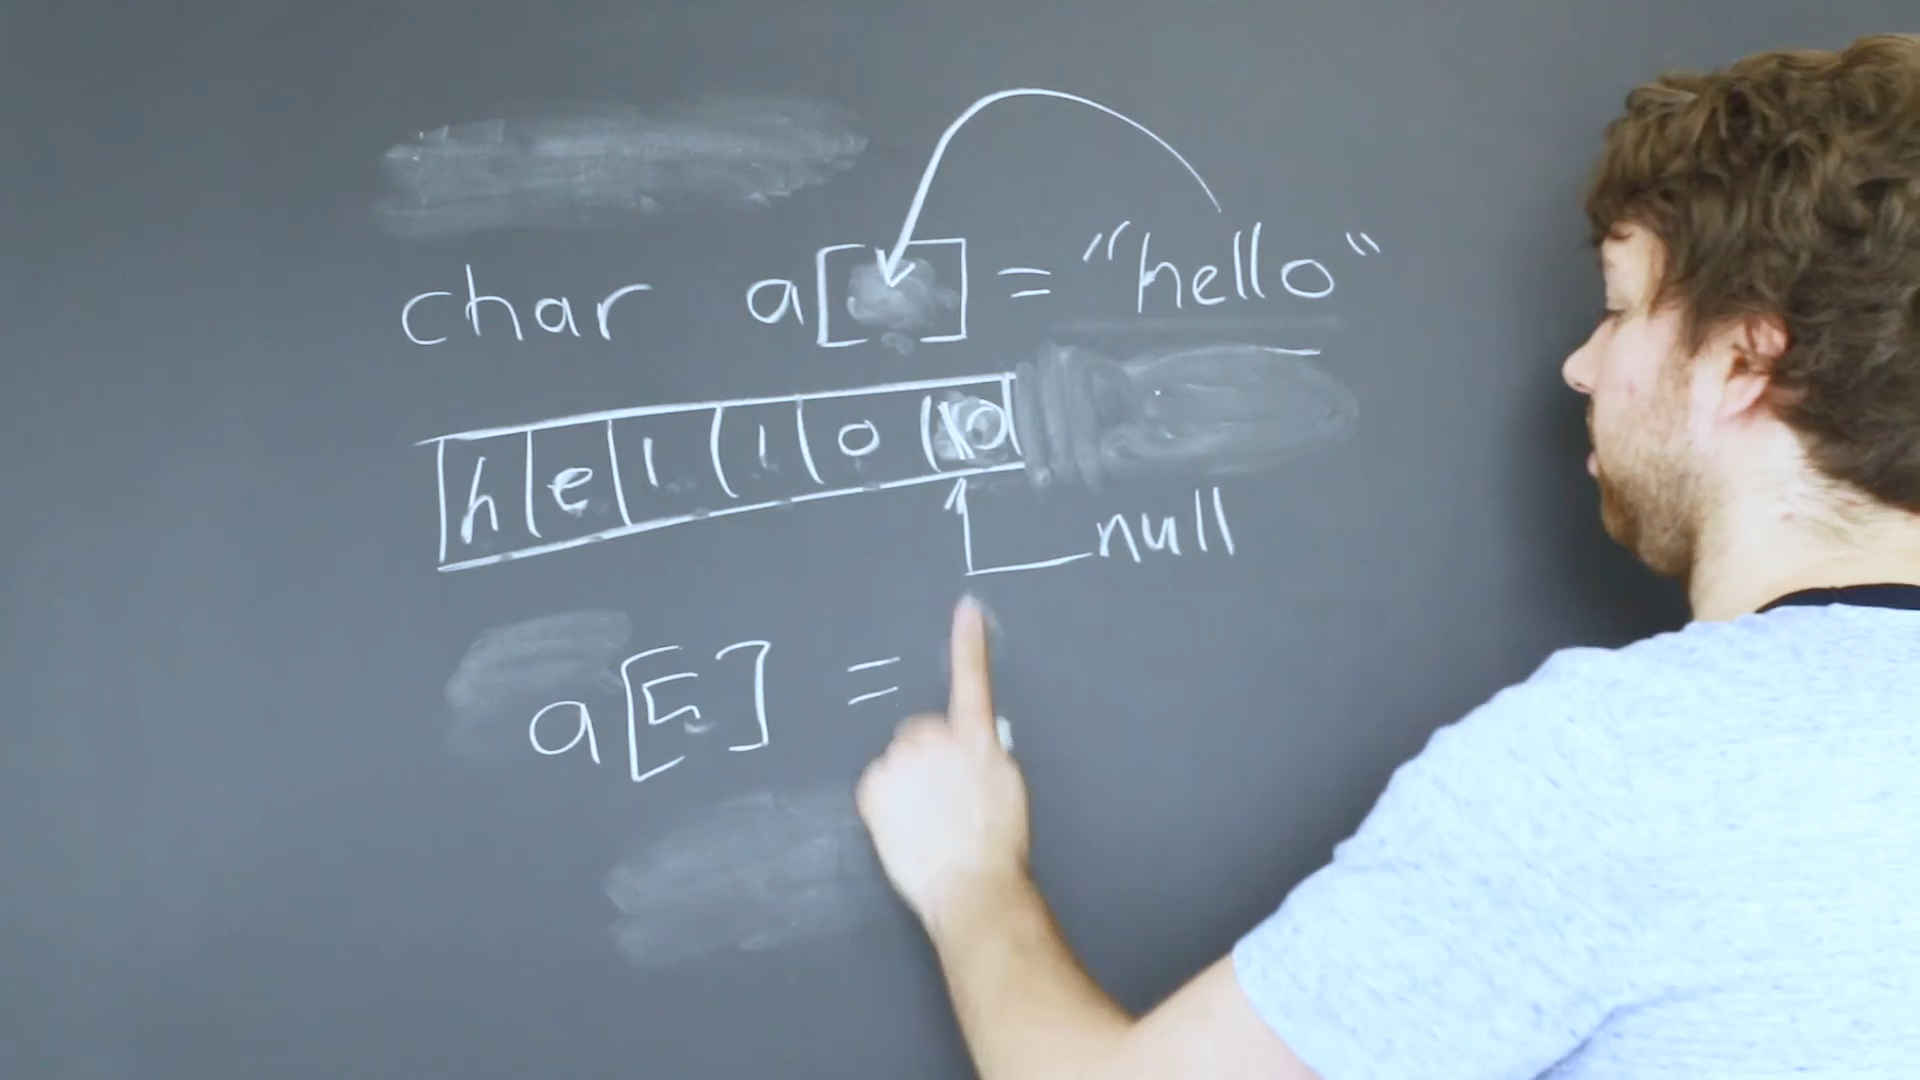 char a[ ] = "hello"
h e l l o \0
null
a[5] =